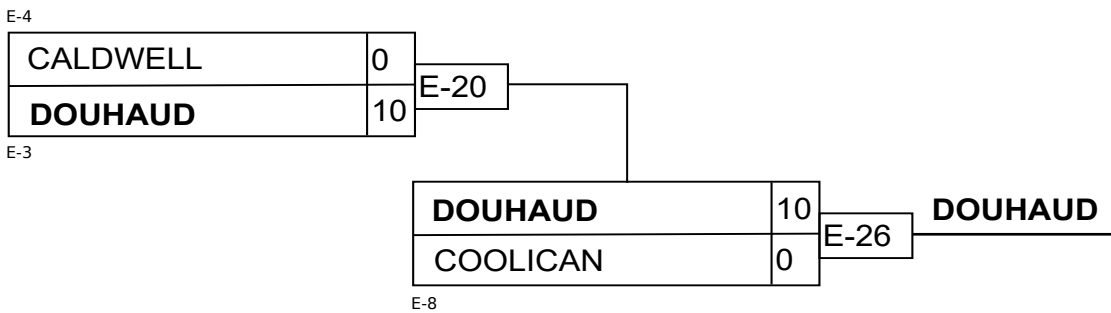 E-4
CALDWELL 0
E-20
DOUHAUD 10
E-3
DOUHAUD 10
DOUHAUD
E-26
COOLICAN 0
E-8